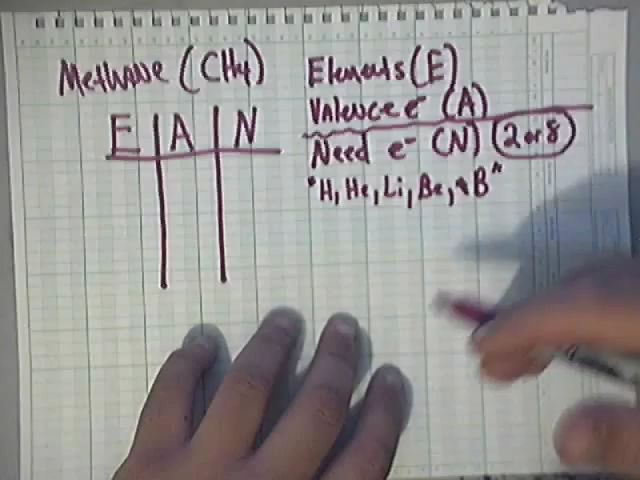 Methane (CH4)
E A N
Elements (E)
Valence e- (A)
Need e- (N) (2 or 8)
"H, He, Li, Be, & B"